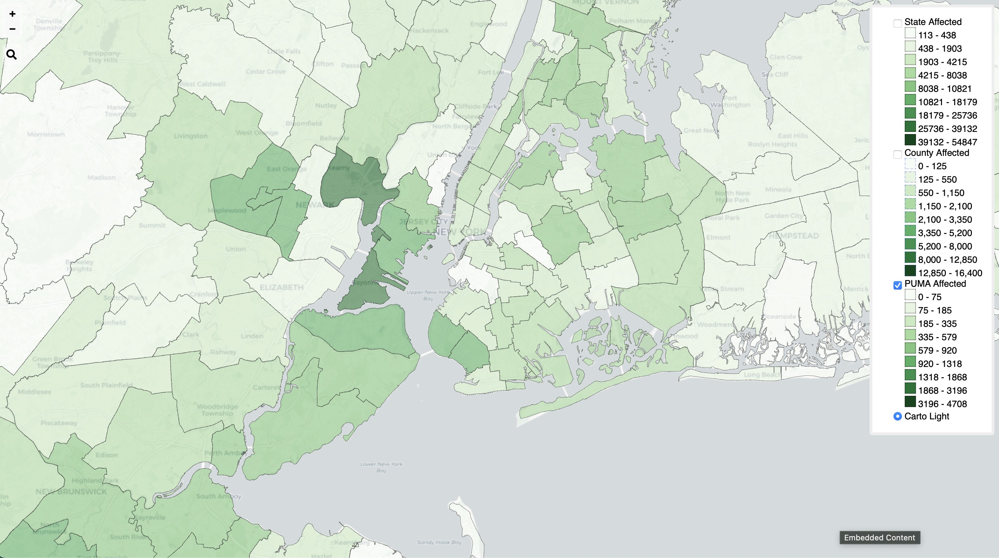 +
−
MOUNT VERNON
Bayville
Denville
Township
Pelham Manor
Englewood
Hackensack
Parsippany-
Troy Hills
Little Falls
Clifton
Passaic
Cedar Grove
Fort Lee
Glen Cove
Sea Cliff
West Caldwell
Hanover
Township
Nutley
Cliffside Park
Fairview
Port
Washington
Bloomfield
North Bergen
Morristown
Livingston
West Orange
Belleville
Great Neck
East Hills
Roslyn Heights
York
Union City
East Orange
Kearny
Madison
NEWARK
North New
Hyde Park
Mineola
Maplewood
Summit
JERSEY CITY
NEW YORK
Floral Park
Garden City
Elmont
HEMPSTEAD
Union
Berkeley
Heights
Bayonne
ELIZABETH
Upper New York
Bay
Valley Stream
Merrick
Scotch Plains
Cranford
Plainfield
Clark
Linden
Oceanside
Woodmere
Inwood
Rahway
Green Brook
Township
Long Beach
South Plainfield
Carteret
Middlesex
Woodbridge
Township
Piscataway
Edison
Perth Amboy
Lower New York
Bay
Highland Park
NEW BRUNSWICK
South Amboy
Sayreville
North
Brunswick
South River
Keansburg
Sandy Hook Bay
East Brunswick
Hazlet
State Affected
113 - 438
438 - 1903
1903 - 4215
4215 - 8038
8038 - 10821
10821 - 18179
18179 - 25736
25736 - 39132
39132 - 54847
County Affected
0 - 125
125 - 550
550 - 1,150
1,150 - 2,100
2,100 - 3,350
3,350 - 5,200
5,200 - 8,000
8,000 - 12,850
12,850 - 16,400
PUMA Affected
0 - 75
75 - 185
185 - 335
335 - 579
579 - 920
920 - 1318
1318 - 1868
1868 - 3196
3196 - 4708
Carto Light
Embedded Content